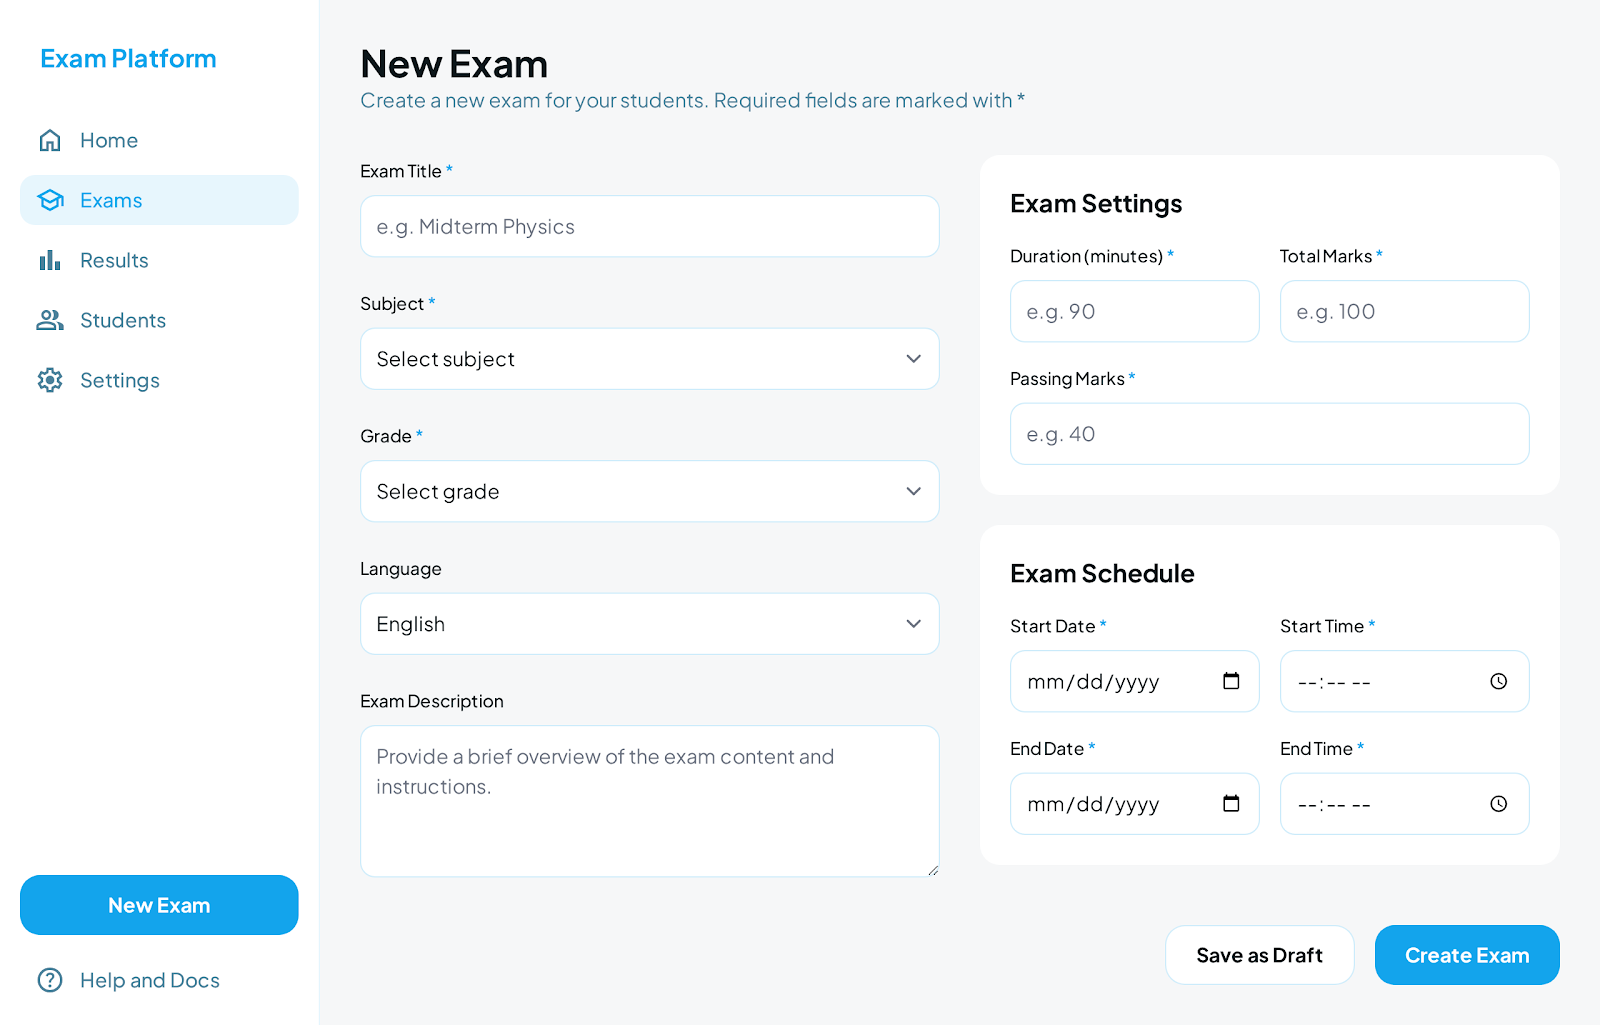 Exam Platform
Home
Exams
Results
Students
Settings
New Exam
Help and Docs
New Exam
Create a new exam for your students. Required fields are marked with *
Exam Title *
e.g. Midterm Physics
Subject *
Select subject
Grade *
Select grade
Language
English
Exam Description
Provide a brief overview of the exam content and
instructions.
Exam Settings
Duration (minutes) *
Total Marks *
e.g. 90
e.g. 100
Passing Marks *
e.g. 40
Exam Schedule
Start Date *
Start Time *
mm/dd/yyyy
--:-- --
End Date *
End Time *
mm/dd/yyyy
--:-- --
Save as Draft
Create Exam